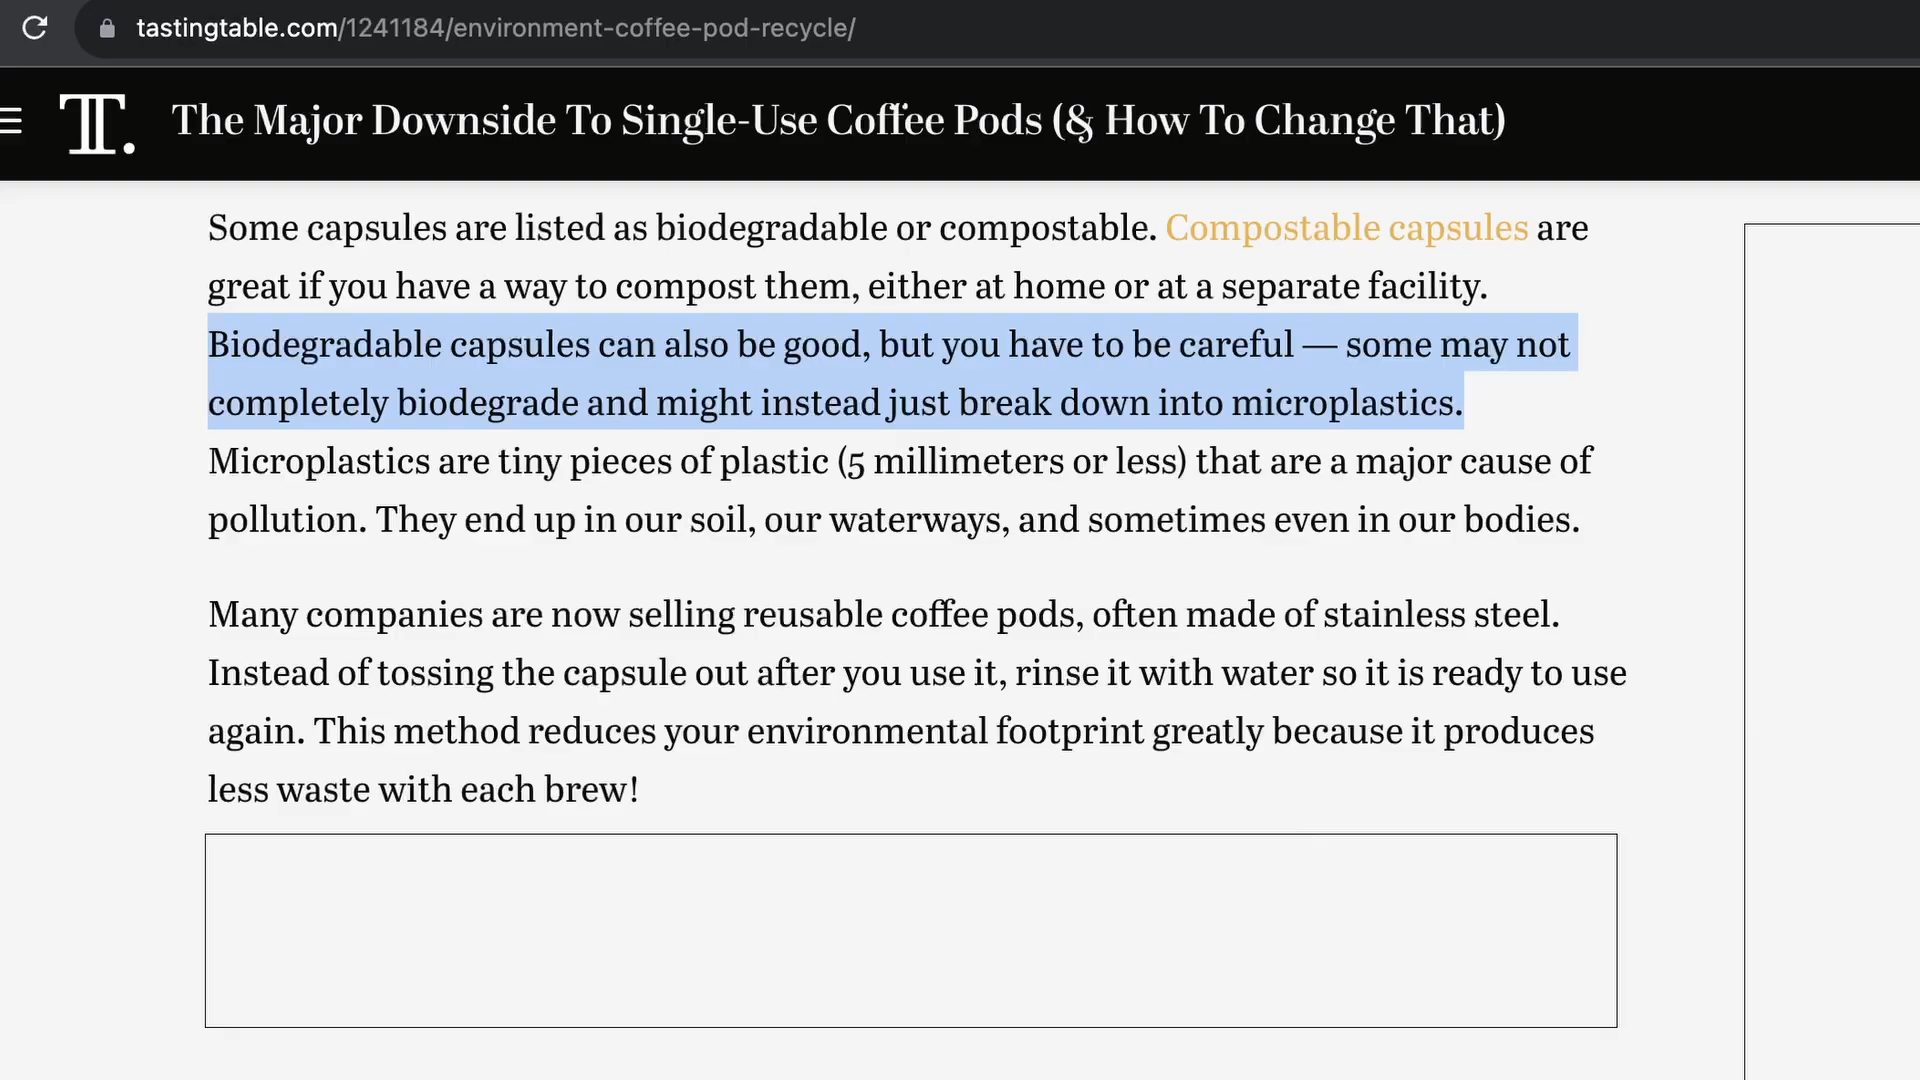 tastingtable.com/1241184/environment-coffee-pod-recycle/
T. The Major Downside To Single-Use Coffee Pods (& How To Change That)
Some capsules are listed as biodegradable or compostable. Compostable capsules are
great if you have a way to compost them, either at home or at a separate facility.
Biodegradable capsules can also be good, but you have to be careful — some may not
completely biodegrade and might instead just break down into microplastics.
Microplastics are tiny pieces of plastic (5 millimeters or less) that are a major cause of
pollution. They end up in our soil, our waterways, and sometimes even in our bodies.
Many companies are now selling reusable coffee pods, often made of stainless steel.
Instead of tossing the capsule out after you use it, rinse it with water so it is ready to use
again. This method reduces your environmental footprint greatly because it produces
less waste with each brew!